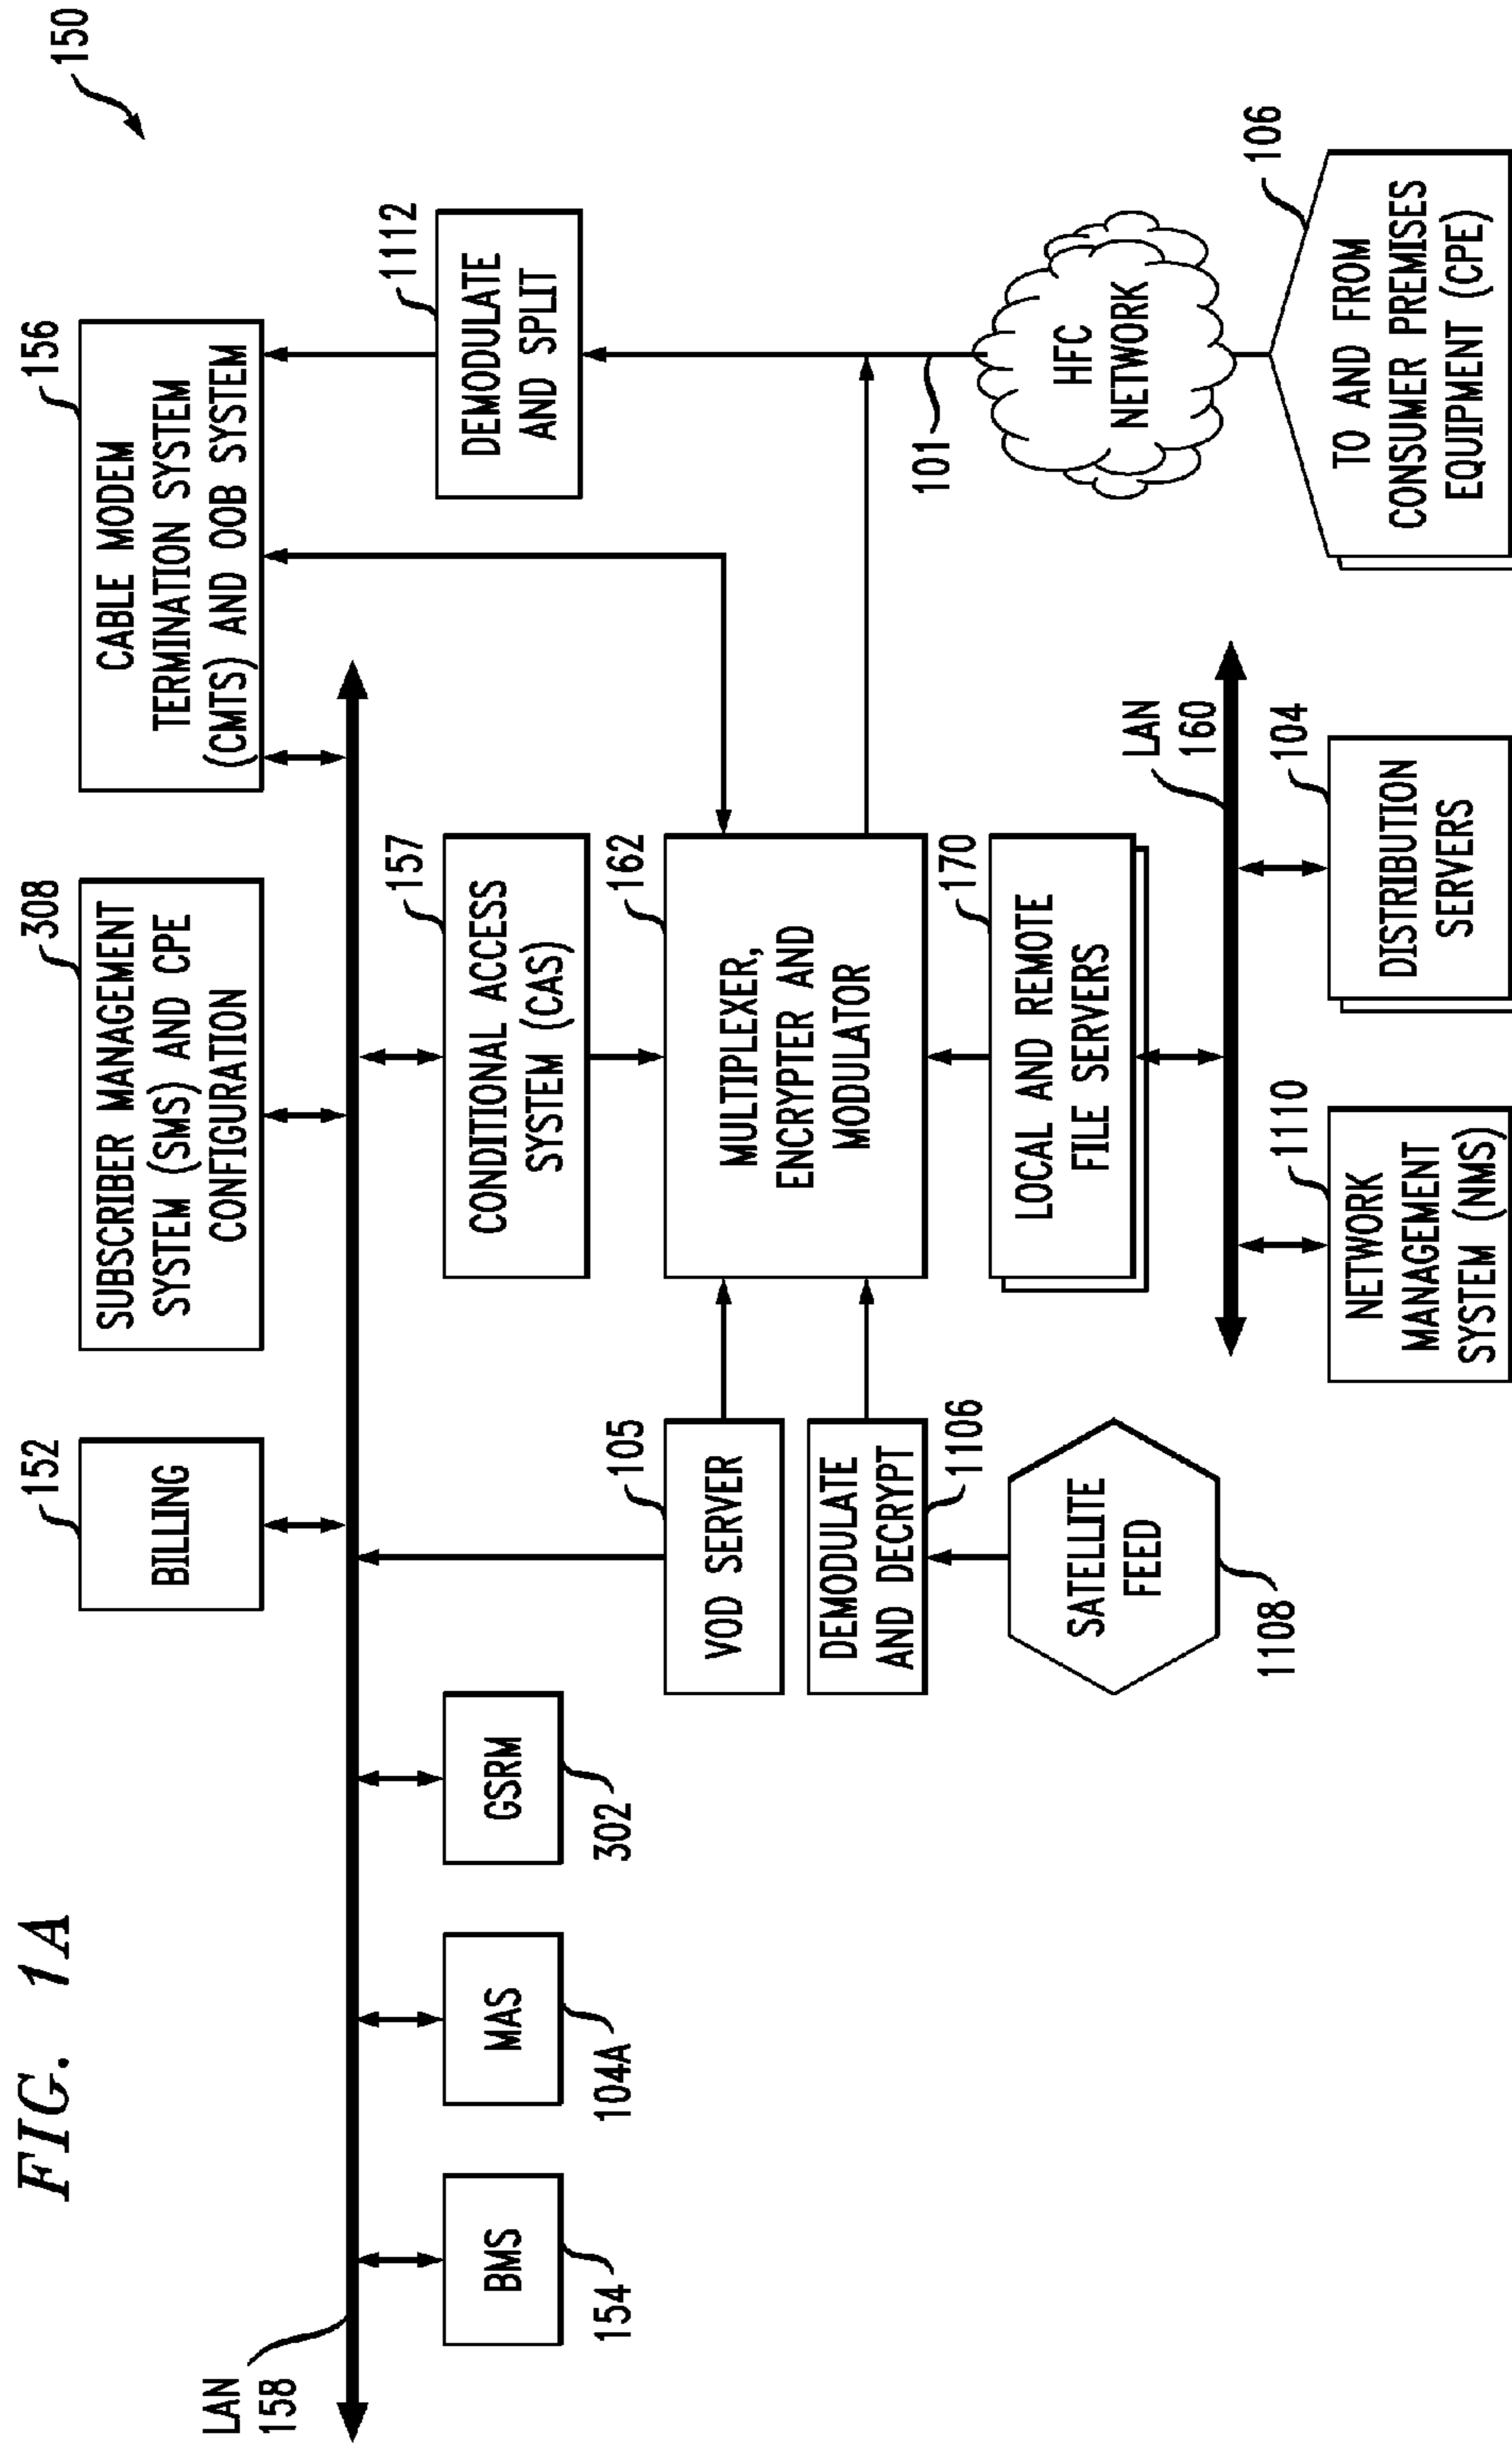 FIG. 1A
150
152
BILLING
308
SUBSCRIBER MANAGEMENT
SYSTEM (SMS) AND CPE
CONFIGURATION
156
CABLE MODEM
TERMINATION SYSTEM
(CMTS) AND OOB SYSTEM
LAN
158
BMS
154
MAS
104A
GSRM
302
105
VOD SERVER
DEMODULATE
AND DECRYPT
1106
SATELLITE
FEED
1108
157
CONDITIONAL ACCESS
SYSTEM (CAS)
162
MULTIPLEXER,
ENCRYPTER AND
MODULATOR
170
LOCAL AND REMOTE
FILE SERVERS
1112
DEMODULATE
AND SPLIT
101
HFC
NETWORK
LAN
160
1110
NETWORK
MANAGEMENT
SYSTEM (NMS)
104
DISTRIBUTION
SERVERS
106
TO AND FROM
CONSUMER PREMISES
EQUIPMENT (CPE)